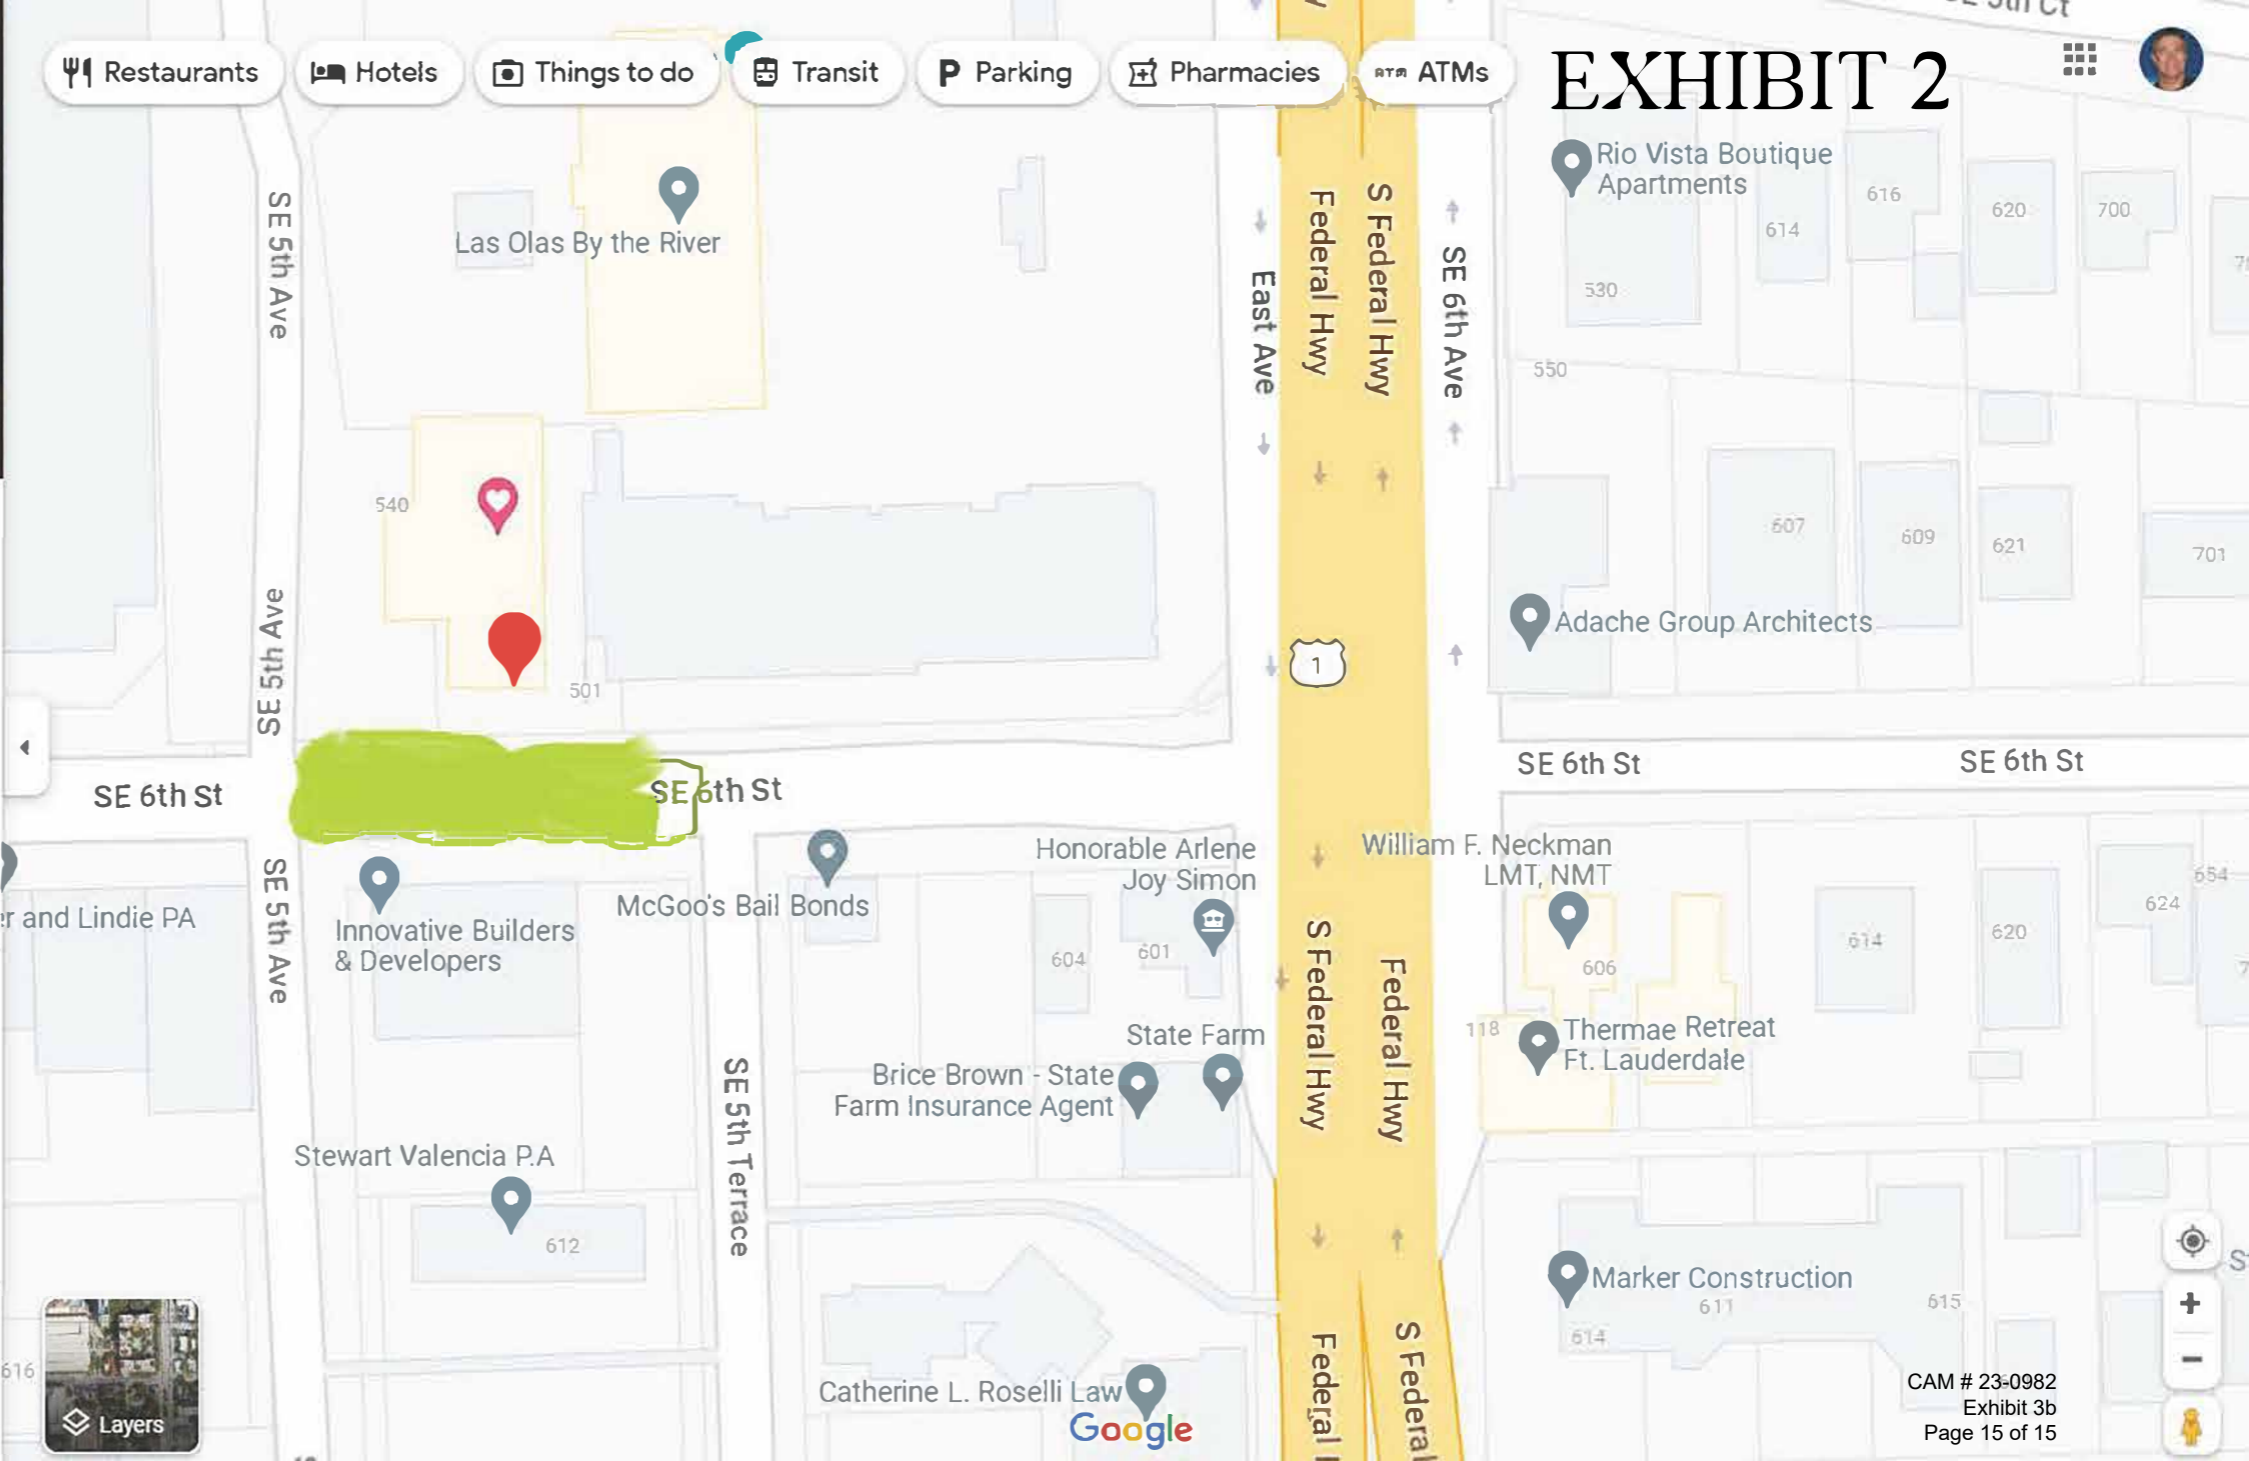 Restaurants
Hotels
Things to do
Transit
Parking
Pharmacies
ATM ATMs
EXHIBIT 2
Rio Vista Boutique
Apartments
616
620
700
614
530
550
Las Olas By the River
SE 5th Ave
East Ave
Federal Hwy
S Federal Hwy
SE 6th Ave
540
607
609
621
701
Adache Group Architects
SE 5th Ave
501
1
SE 6th St
SE 6th St
SE 6th St
SE 6th St
SE 5th Ave
er and Lindie PA
Innovative Builders
& Developers
McGoo's Bail Bonds
Honorable Arlene
Joy Simon
604
601
William F. Neckman
LMT, NMT
606
614
620
624
654
118
Thermae Retreat
Ft. Lauderdale
State Farm
Brice Brown - State
Farm Insurance Agent
S Federal Hwy
Federal Hwy
SE 5th Terrace
Stewart Valencia P.A
612
Marker Construction
611
615
614
616
Layers
Catherine L. Roselli Law
Google
Federal
S Federal
CAM # 23-0982
Exhibit 3b
Page 15 of 15